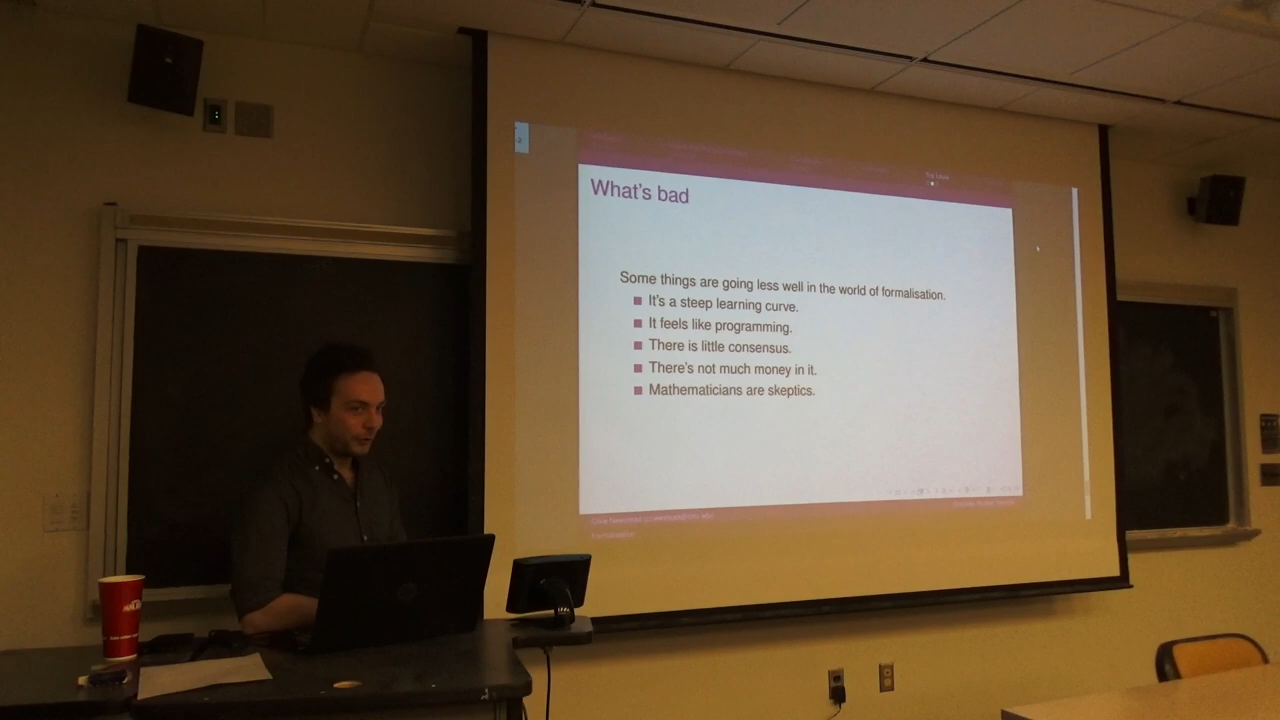 What's bad
Some things are going less well in the world of formalisation.
It's a steep learning curve.
It feels like programming.
There is little consensus.
There's not much money in it.
Mathematicians are skeptics.